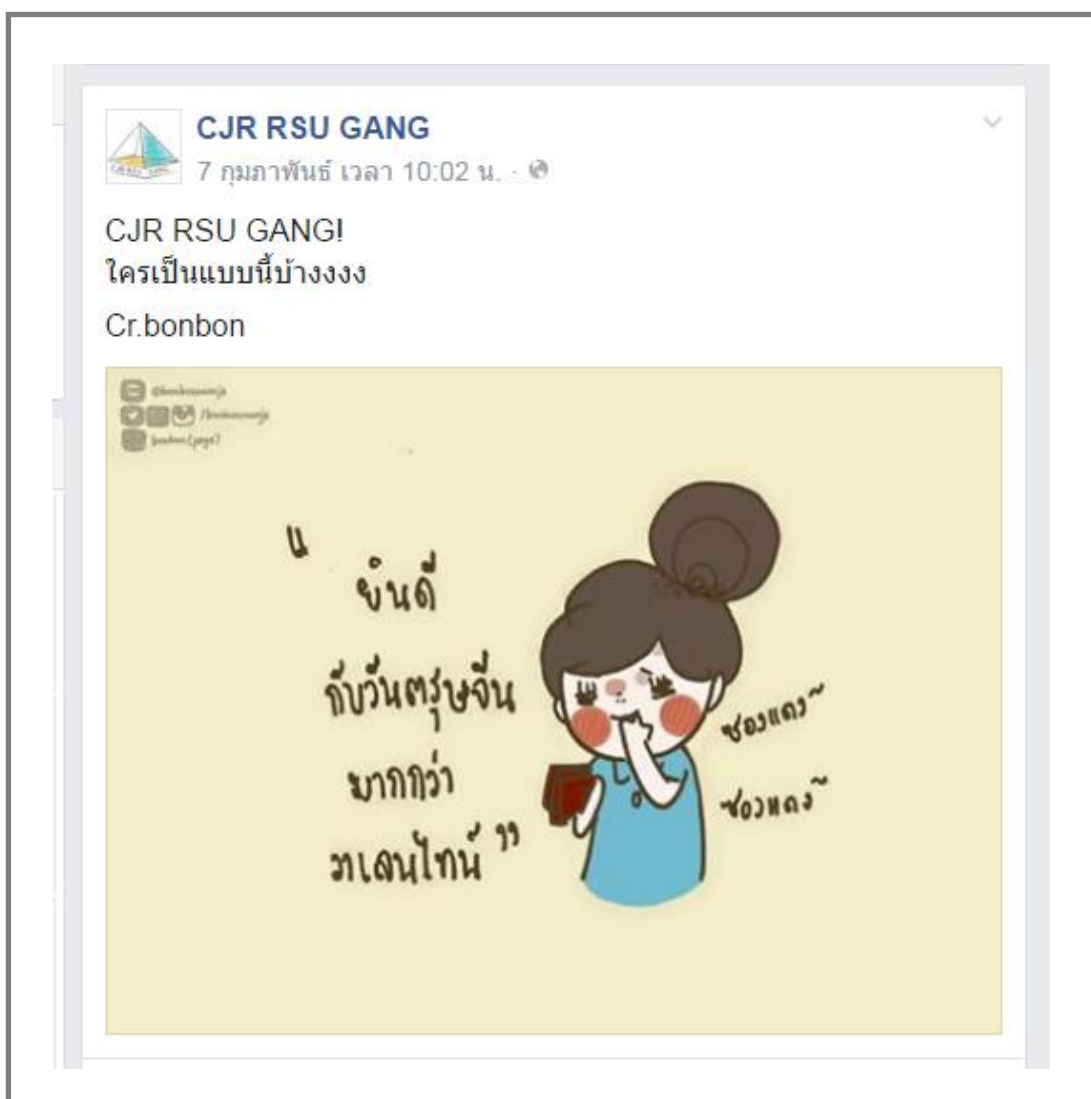 CJR RSU GANG
7 กุมภาพันธ์ เวลา 10:02 น. ·
CJR RSU GANG!
ใครเป็นแบบนี้บ้างงงง
Cr.bonbon
"
ยินดี
กับวันตรุษจีน
มากกว่า
วาเลนไทน์ "
ซองแดง~
ซองแดง~